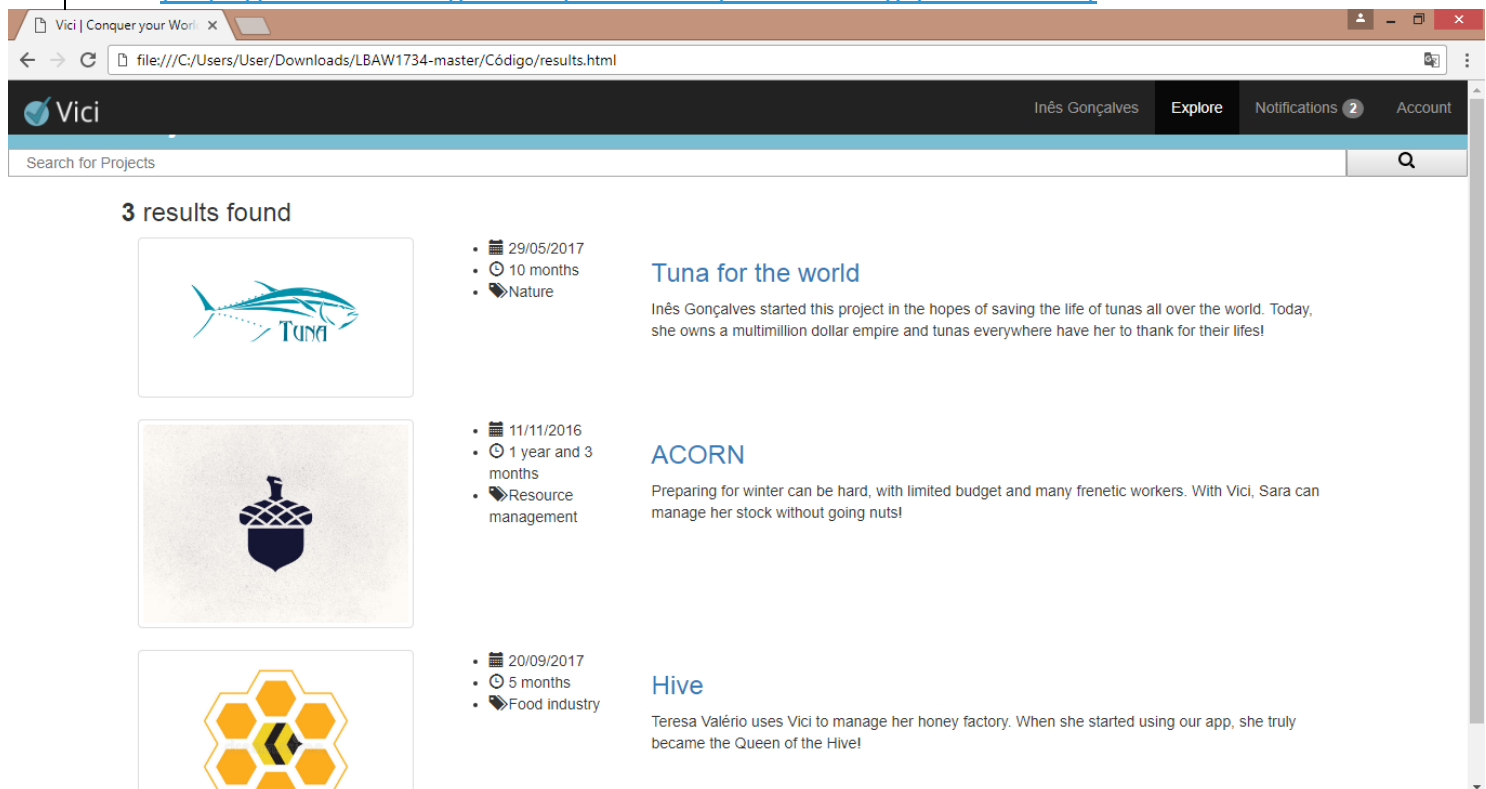 Vici | Conquer your Work
file:///C:/Users/User/Downloads/LBAW1734-master/Código/results.html
Vici
Inês Gonçalves Explore Notifications 2 Account
Search for Projects
3 results found
TUNA
29/05/2017
10 months
Nature
Tuna for the world
Inês Gonçalves started this project in the hopes of saving the life of tunas all over the world. Today,
she owns a multimillion dollar empire and tunas everywhere have her to thank for their lifes!
11/11/2016
1 year and 3
months
Resource
management
ACORN
Preparing for winter can be hard, with limited budget and many frenetic workers. With Vici, Sara can
manage her stock without going nuts!
20/09/2017
5 months
Food industry
Hive
Teresa Valério uses Vici to manage her honey factory. When she started using our app, she truly
became the Queen of the Hive!